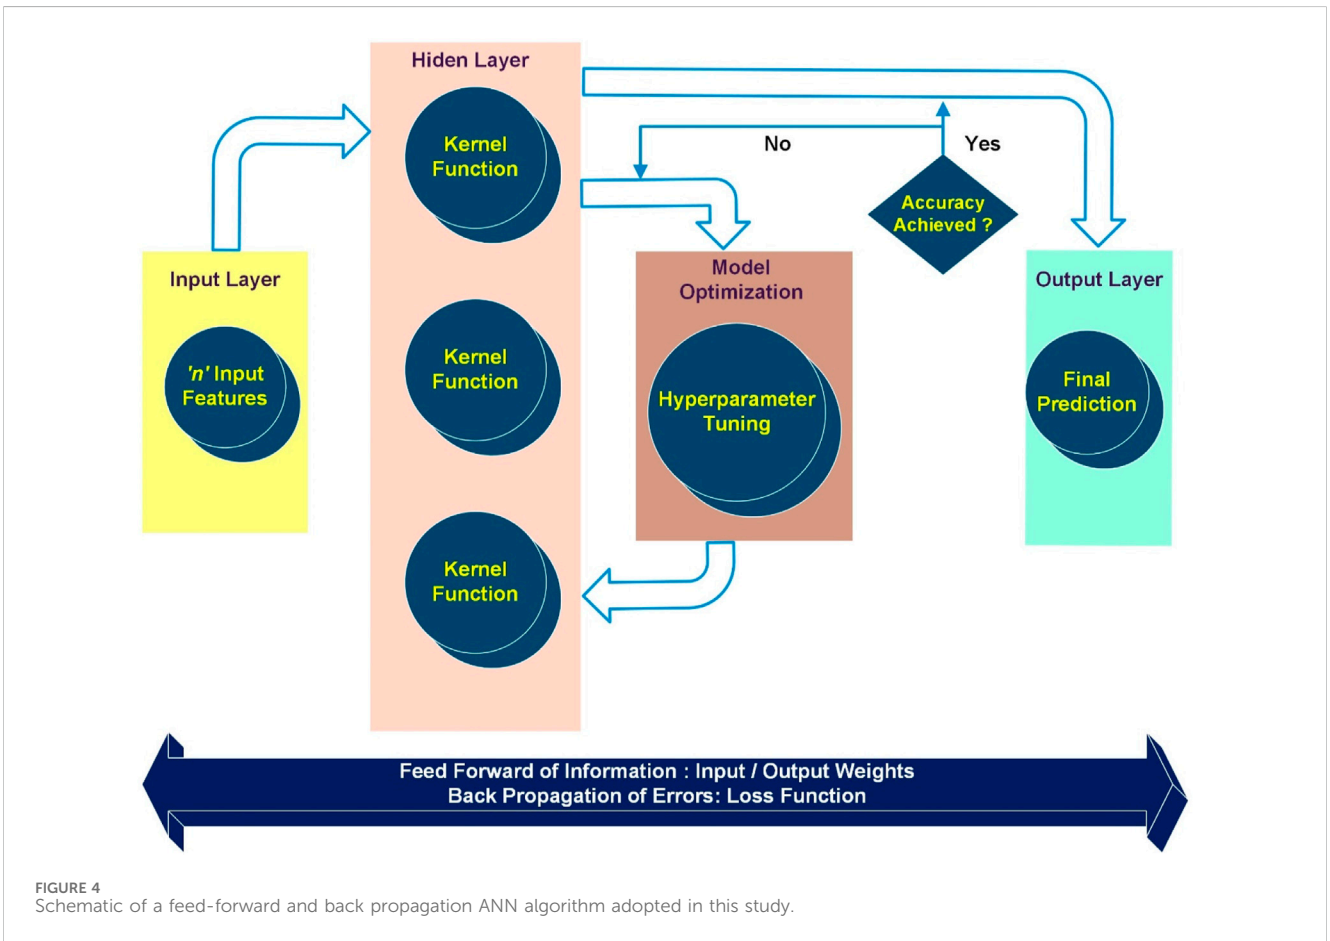 Hiden Layer
Kernel
Function
No
Yes
Accuracy
Achieved ?
Input Layer
'n' Input
Features
Kernel
Function
Model
Optimization
Hyperparameter
Tuning
Output Layer
Final
Prediction
Kernel
Function
Feed Forward of Information : Input / Output Weights
Back Propagation of Errors: Loss Function
FIGURE 4
Schematic of a feed-forward and back propagation ANN algorithm adopted in this study.